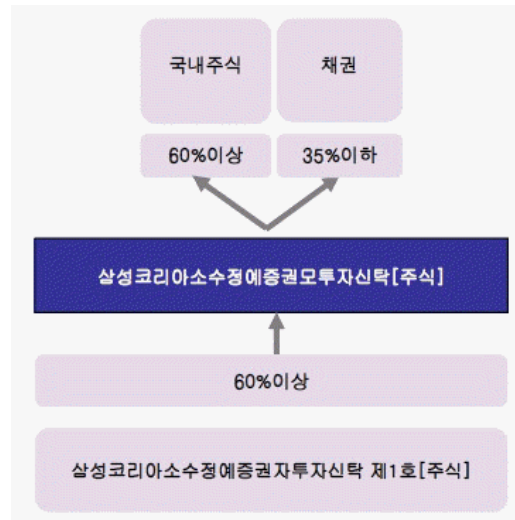 국내주식 채권
60%이상 35%이하
삼성코리아소수정예증권모투자신탁[주식]
60%이상
삼성코리아소수정예증권자투자신탁 제1호[주식]